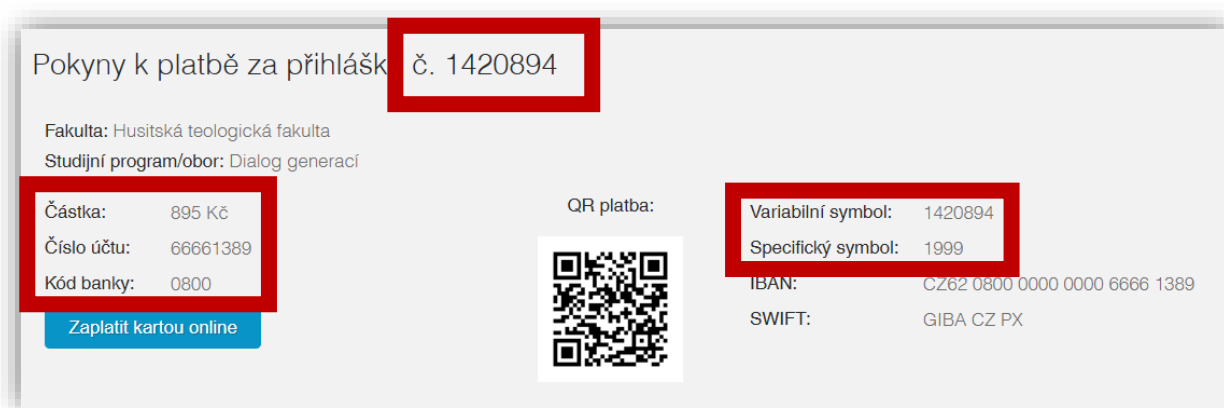 Pokyny k platbě za přihlášk č. 1420894
Fakulta: Husitská teologická fakulta
Studijní program/obor: Dialog generací
Částka: 895 Kč
Číslo účtu: 66661389
Kód banky: 0800
Zaplatit kartou online
QR platba:
Variabilní symbol: 1420894
Specifický symbol: 1999
IBAN: CZ62 0800 0000 0000 6666 1389
SWIFT: GIBA CZ PX